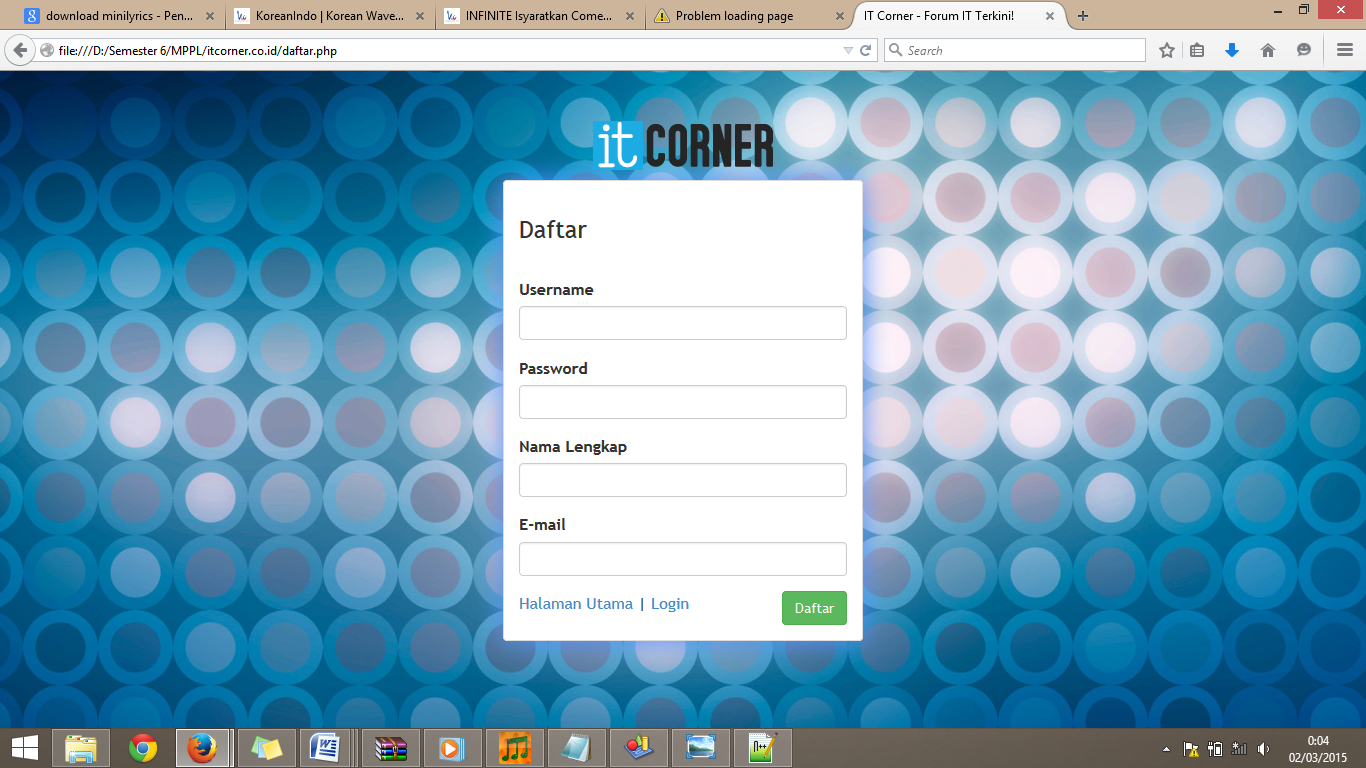 download minilyrics - Pen...
KoreanIndo | Korean Wave...
INFINITE Isyaratkan Come...
Problem loading page
IT Corner - Forum IT Terkini!
file:///D:/Semester 6/MPPL/itcorner.co.id/daftar.php
Search
it CORNER
Daftar
Username
Password
Nama Lengkap
E-mail
Halaman Utama | Login
Daftar
0:04
02/03/2015